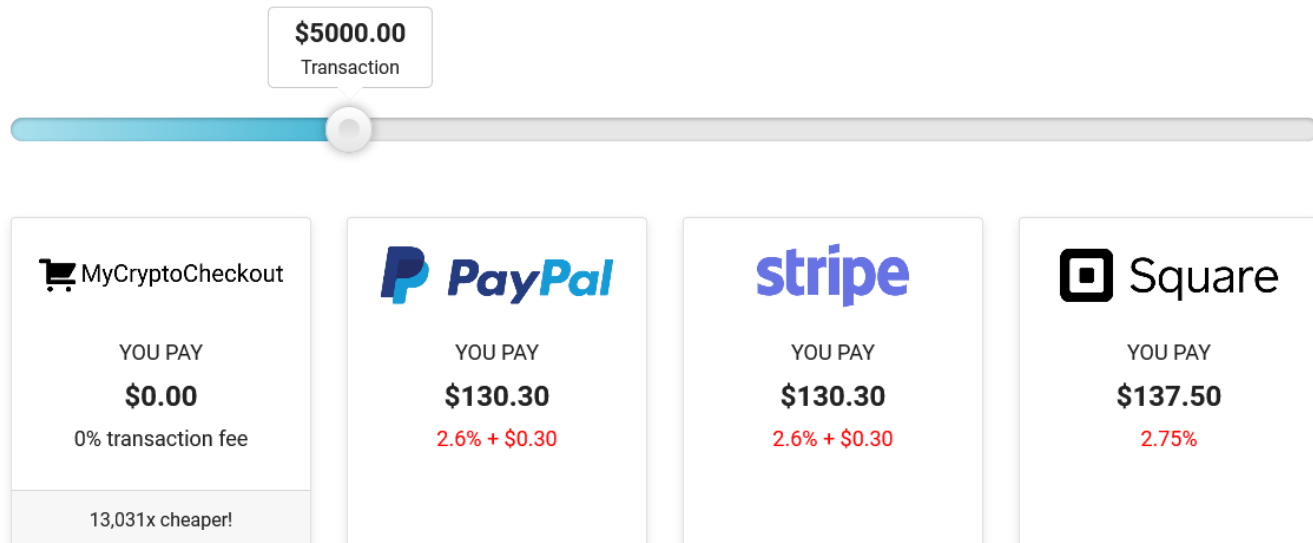 $5000.00
Transaction
MyCryptoCheckout
YOU PAY
$0.00
0% transaction fee
13,031x cheaper!
PayPal
YOU PAY
$130.30
2.6% + $0.30
stripe
YOU PAY
$130.30
2.6% + $0.30
Square
YOU PAY
$137.50
2.75%